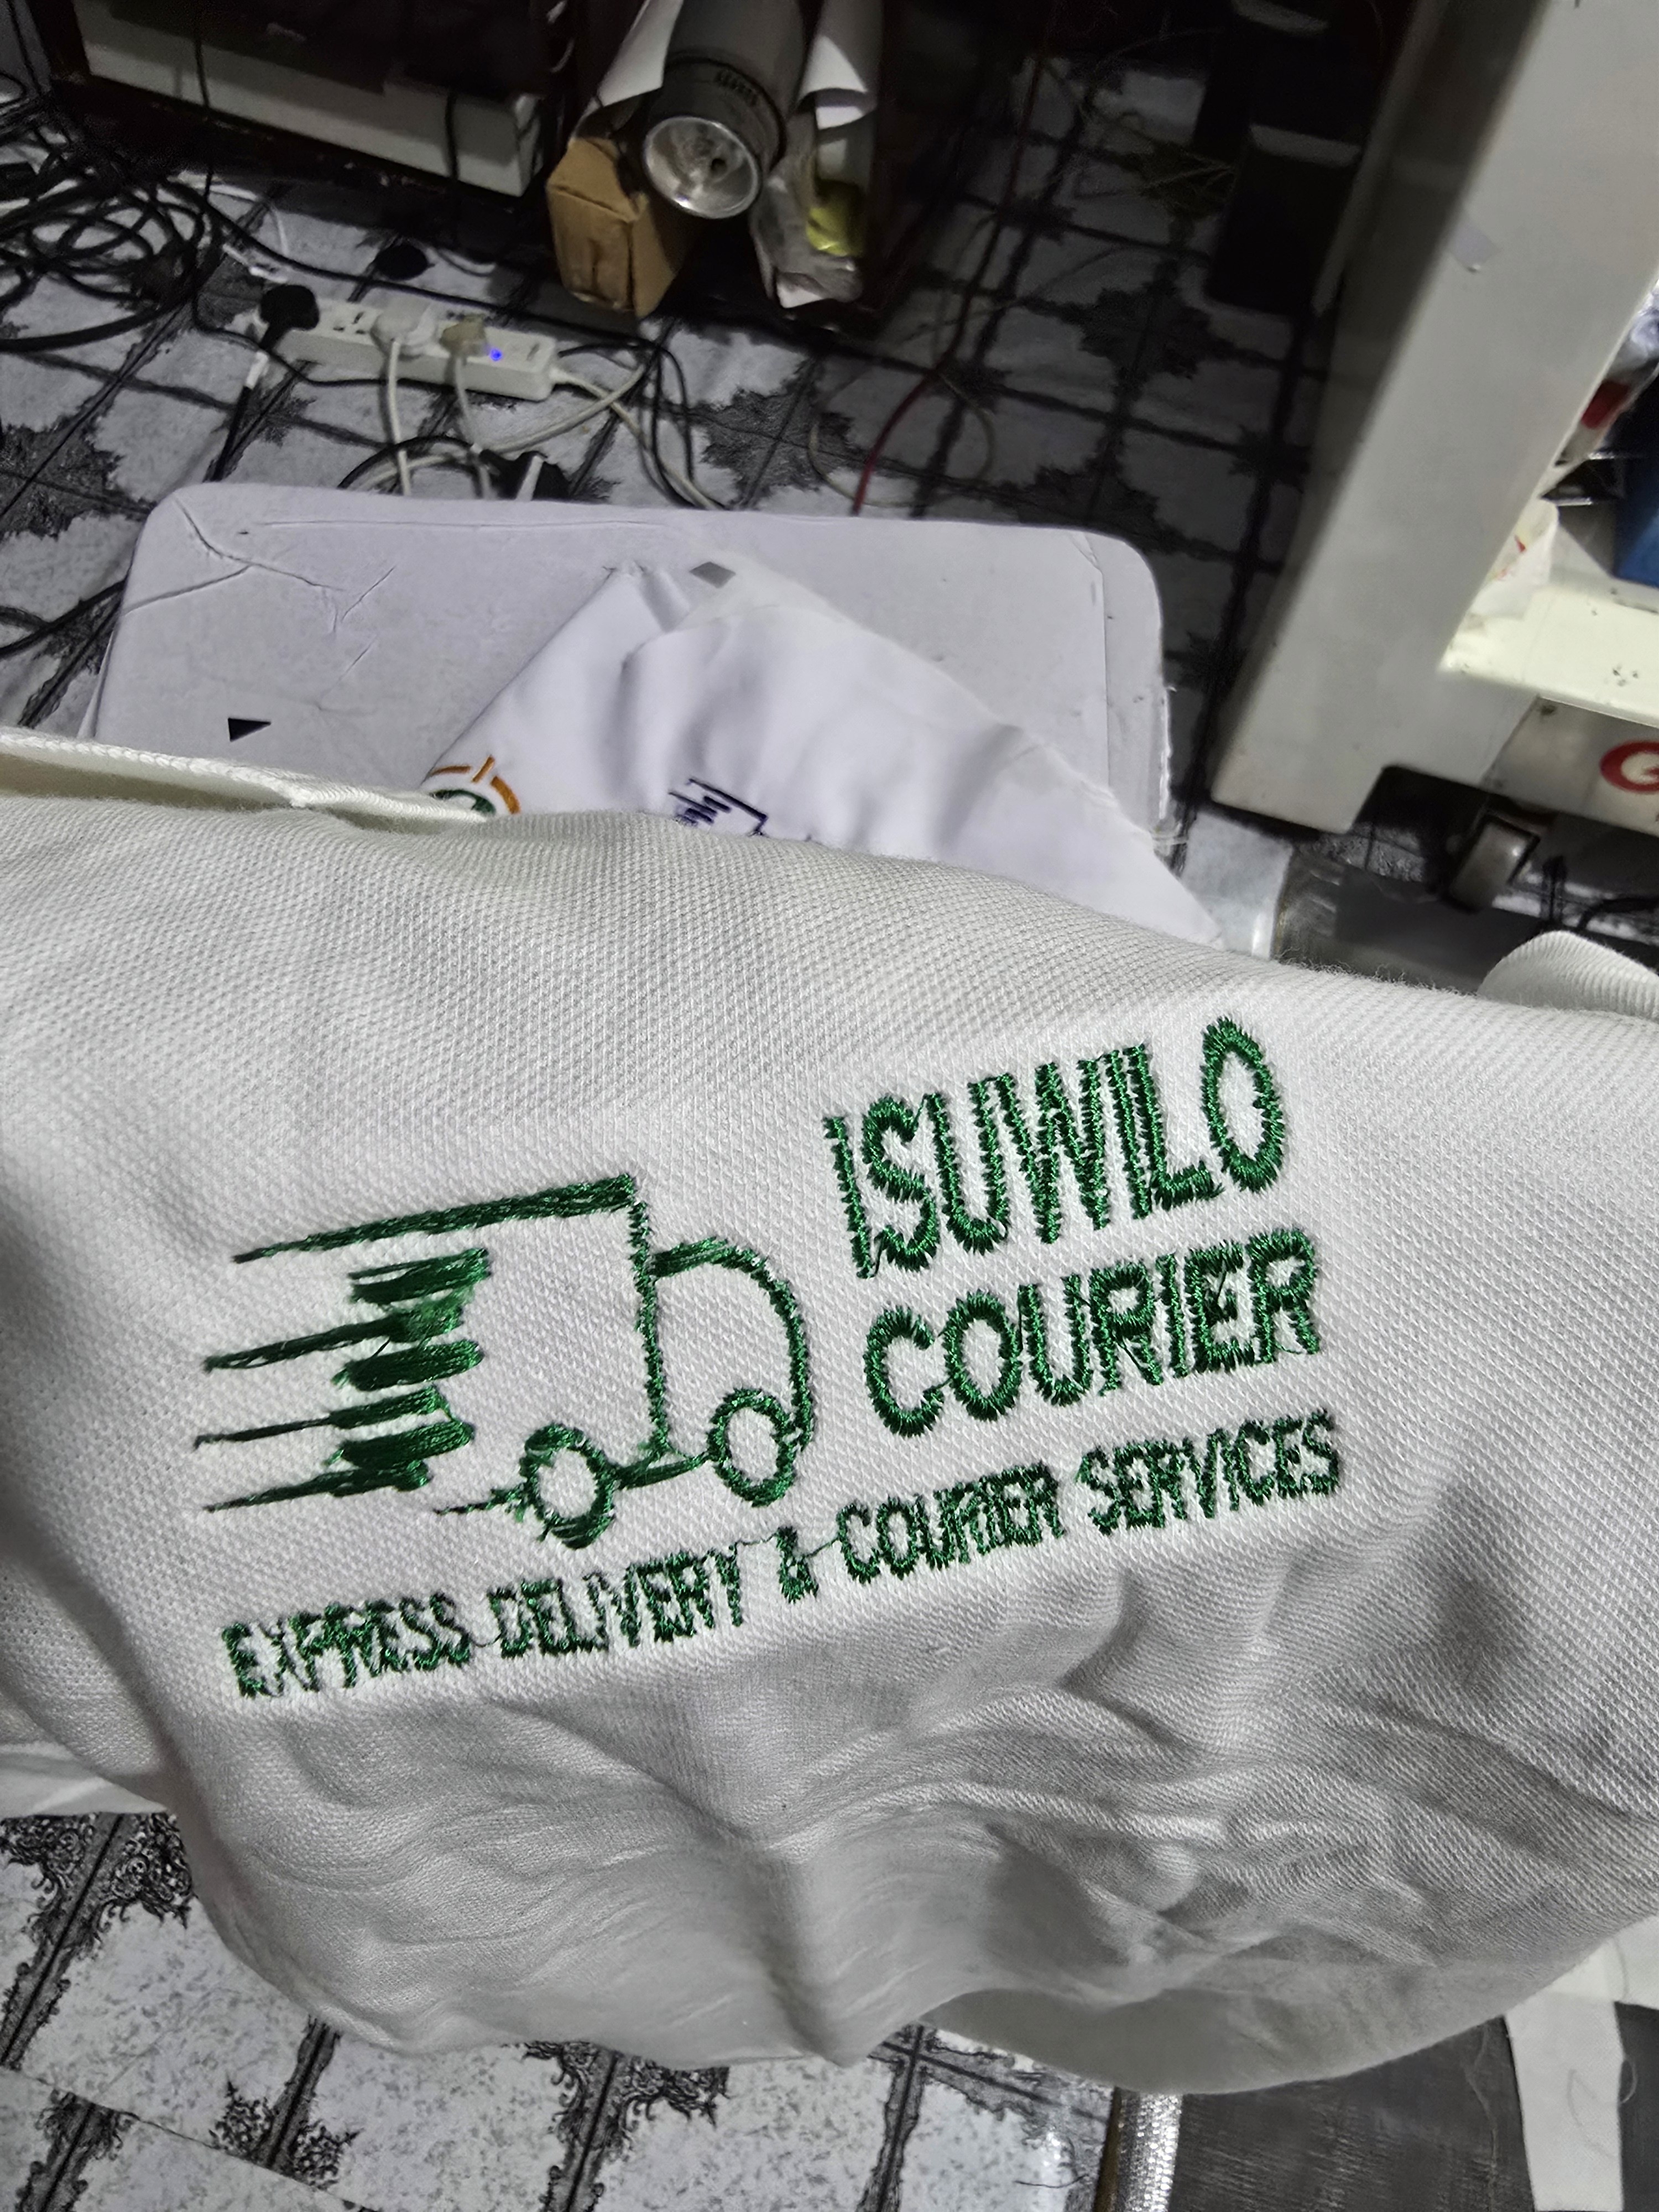 ISUWILO
COURIER
EXPRESS DELIVERY & COURIER SERVICES
G